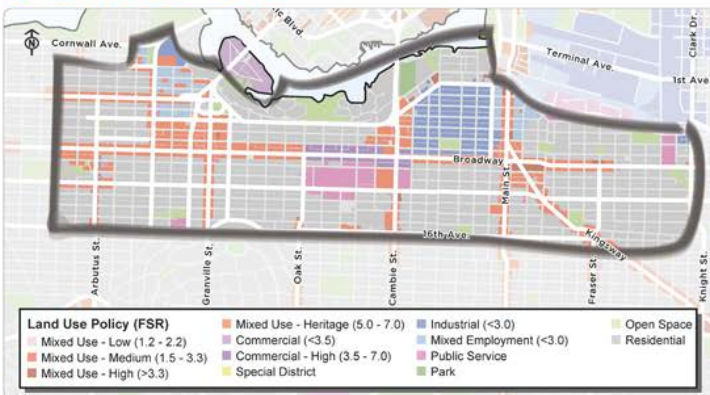 ic Blvd.
Clark Dr.
N
Cornwall Ave.
Terminal Ave.
1st Ave.
Broadway
Main St.
16th Ave.
Kingsway
Arbutus St.
Granville St.
Oak St.
Cambie St.
Fraser St.
Knight St.
Land Use Policy (FSR)
Mixed Use - Low (1.2 - 2.2)
Mixed Use - Medium (1.5 - 3.3)
Mixed Use - High (>3.3)
Mixed Use - Heritage (5.0 - 7.0)
Commercial (<3.5)
Commercial - High (3.5 - 7.0)
Special District
Industrial (<3.0)
Mixed Employment (<3.0)
Public Service
Park
Open Space
Residential